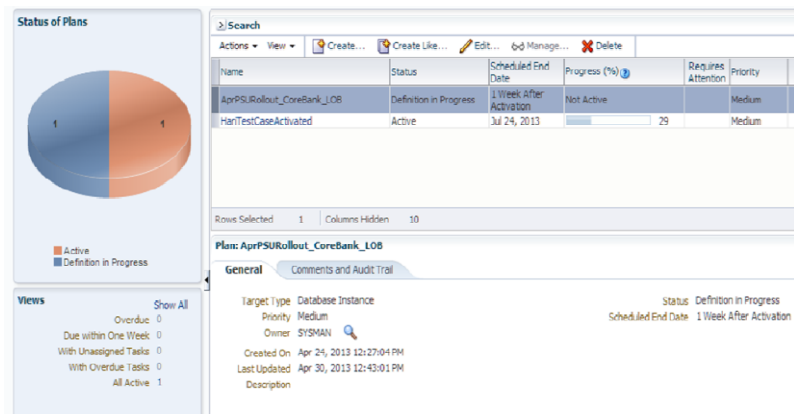 Status of Plans
1 1
Active
Definition in Progress
Views
Show All
Overdue 0
Due within One Week 0
With Unassigned Tasks 0
With Overdue Tasks 0
All Active 1
Search
Actions View Create... Create Like... Edit... Manage... Delete
Name Status Scheduled End Date Progress (%) Requires Attention Priority
AprPSURollout_CoreBank_LOB Definition in Progress 1 Week After Activation Not Active Medium
HariTestCaseActivated Active Jul 24, 2013 29 Medium
Rows Selected 1 Columns Hidden 10
Plan: AprPSURollout_CoreBank_LOB
General Comments and Audit Trail
Target Type Database Instance Status Definition in Progress
Priority Medium Scheduled End Date 1 Week After Activation
Owner SYSMAN
Created On Apr 24, 2013 12:27:04 PM
Last Updated Apr 30, 2013 12:43:01 PM
Description